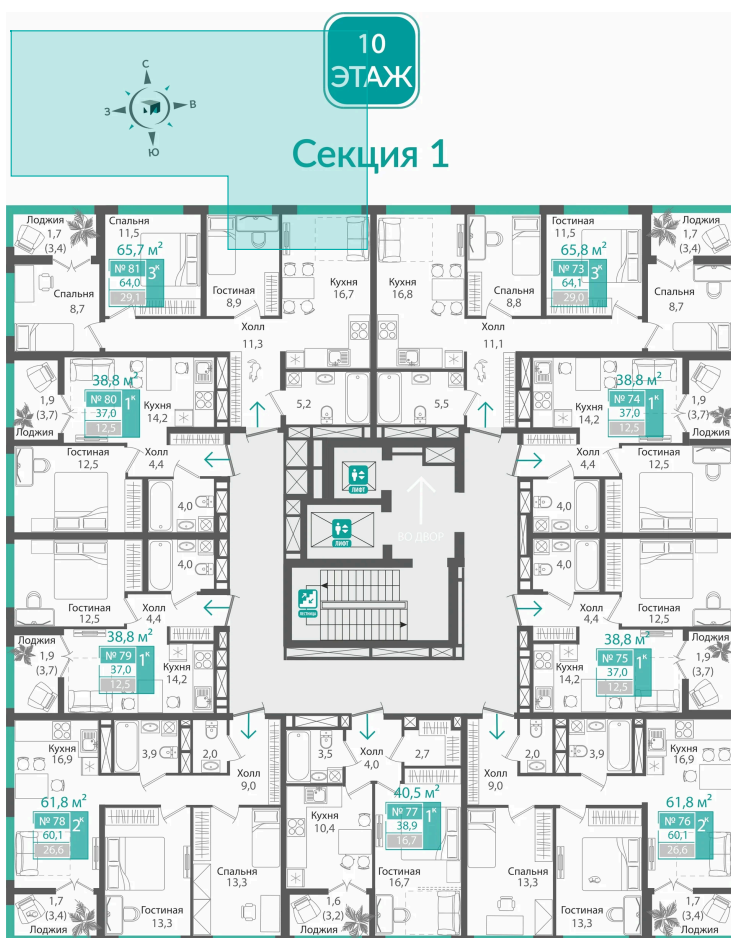 10
ЭТАЖ
С
З
В
Ю
Секция 1
Лоджия
1,7
(3,4)
Спальня
11,5
65,7 м²
№ 81
3к
64,0
29,1
Спальня
8,7
Гостиная
8,9
Кухня
16,7
Холл
11,3
5,2
Кухня
16,8
Спальня
8,8
Холл
11,1
5,5
Гостиная
11,5
65,8 м²
№ 73
3к
64,1
29,0
Лоджия
1,7
(3,4)
Спальня
8,7
38,8 м²
№ 80
1к
37,0
12,5
1,9
(3,7)
Лоджия
Кухня
14,2
Гостиная
12,5
Холл
4,4
4,0
38,8 м²
№ 74
1к
37,0
12,5
Кухня
14,2
1,9
(3,7)
Лоджия
Холл
4,4
Гостиная
12,5
4,0
ЛИФТ
ЛИФТ
ВО ДВОР
ЛЕСТНИЦА
4,0
Гостиная
12,5
Холл
4,4
38,8 м²
Лоджия
1,9
(3,7)
№ 79
1к
37,0
12,5
Кухня
14,2
4,0
Холл
4,4
Гостиная
12,5
38,8 м²
Кухня
14,2
№ 75
1к
37,0
12,5
Лоджия
1,9
(3,7)
Кухня
16,9
3,9
2,0
Холл
9,0
61,8 м²
№ 78
2к
60,1
26,6
1,7
(3,4)
Лоджия
Гостиная
13,3
Спальня
13,3
3,5
Холл
4,0
2,7
Кухня
10,4
40,5 м²
№ 77
1к
38,9
16,7
Гостиная
16,7
1,6
(3,2)
Лоджия
2,0
3,9
Холл
9,0
Кухня
16,9
61,8 м²
№ 76
2к
60,1
26,6
Спальня
13,3
Гостиная
13,3
1,7
(3,4)
Лоджия